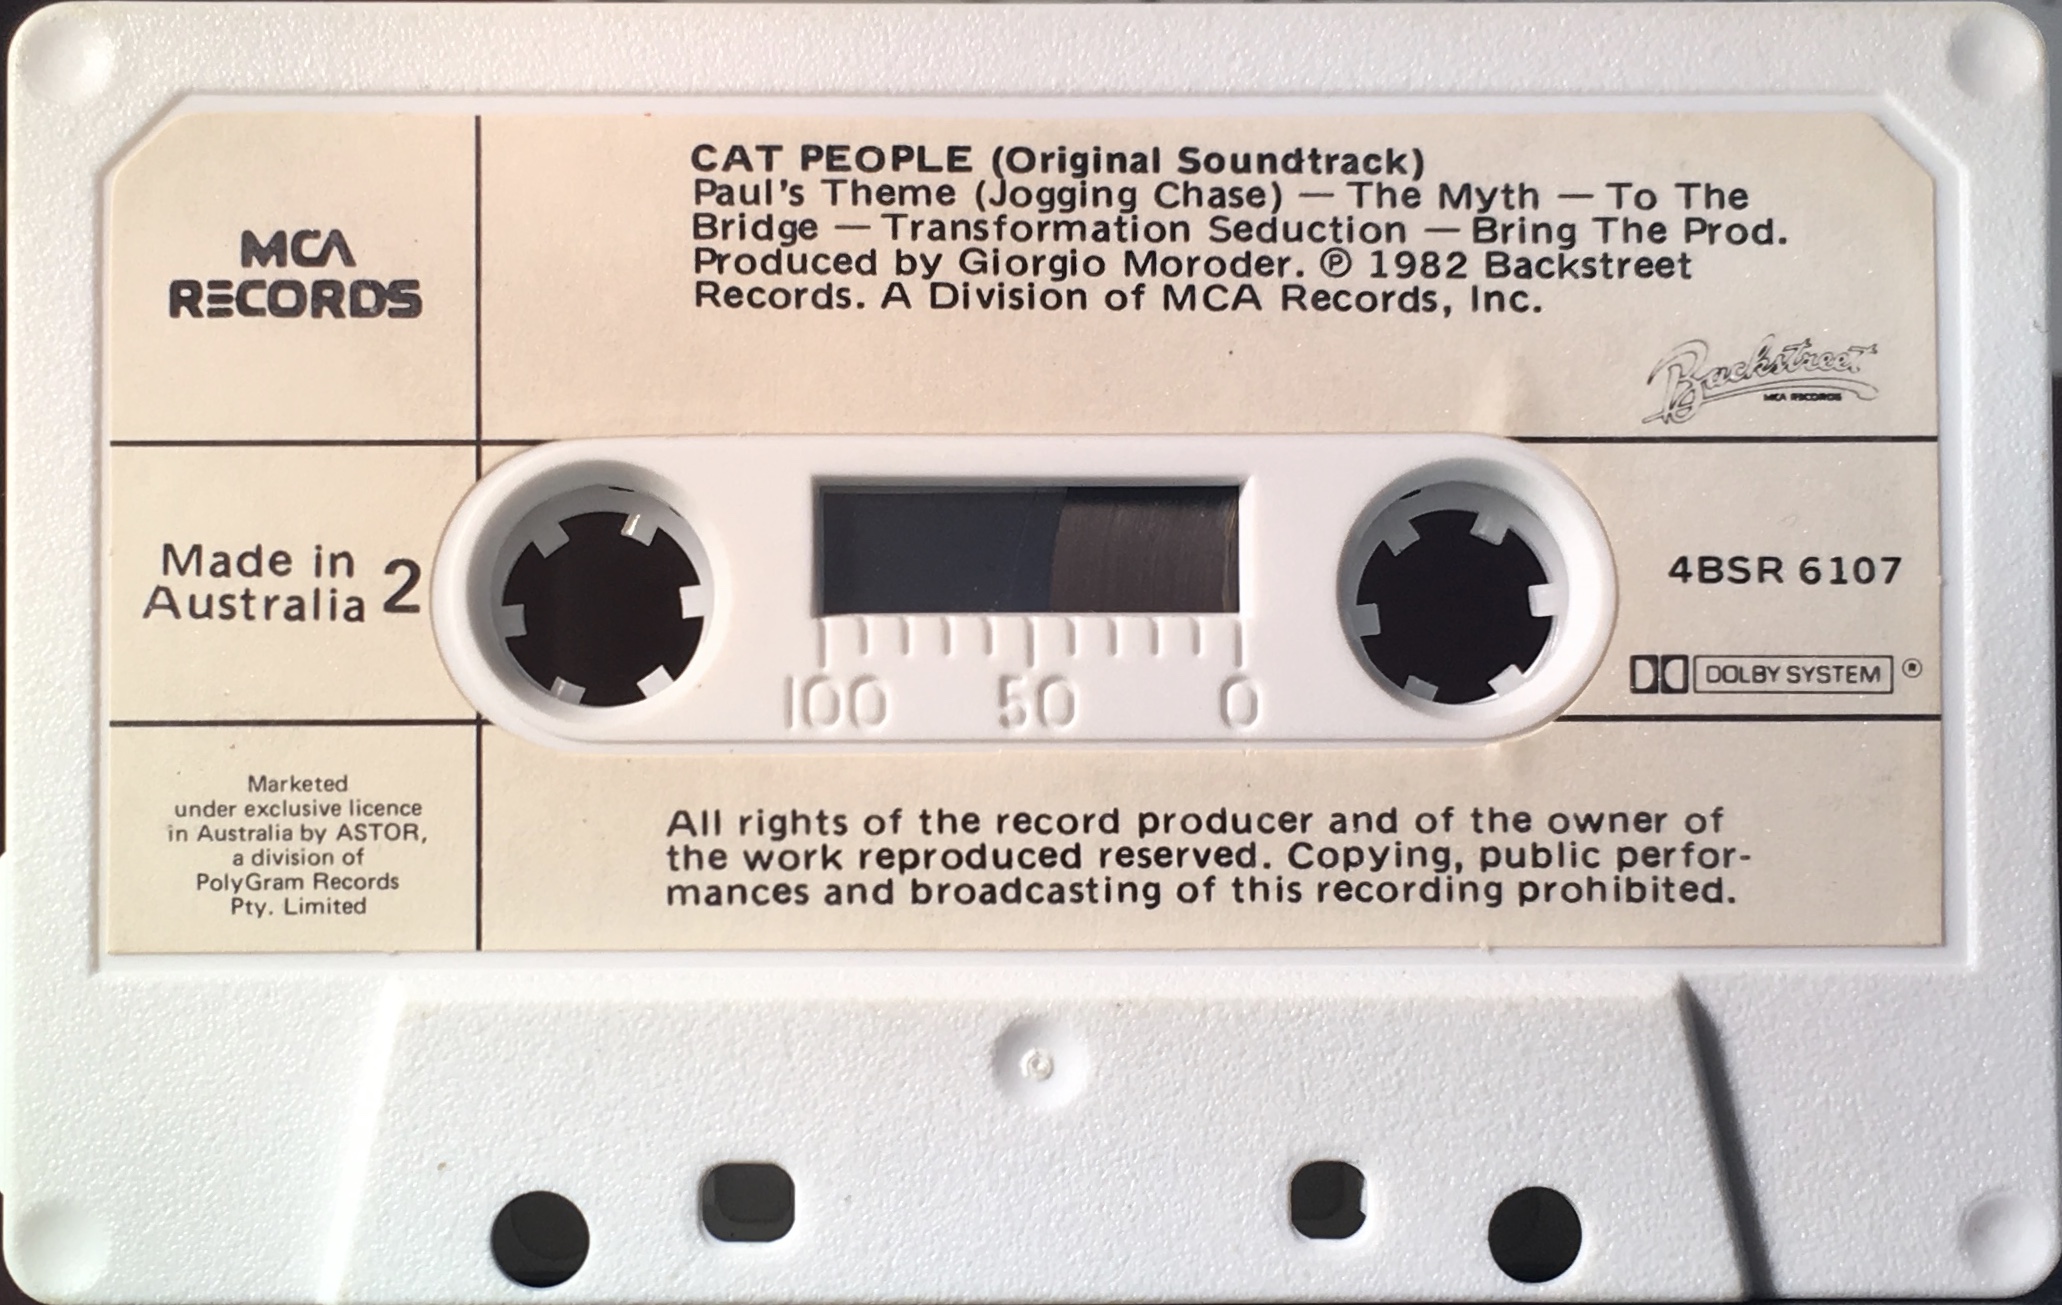 CAT PEOPLE (Original Soundtrack)
Paul's Theme (Jogging Chase) — The Myth — To The
Bridge — Transformation Seduction — Bring The Prod.
Produced by Giorgio Moroder. ℗ 1982 Backstreet
Records. A Division of MCA Records, Inc.
MCA
RECORDS
Backstreet
MCA RECORDS
Made in
Australia 2
4BSR 6107
DOLBY SYSTEM ®
100 50 0
Marketed
under exclusive licence
in Australia by ASTOR,
a division of
PolyGram Records
Pty. Limited
All rights of the record producer and of the owner of
the work reproduced reserved. Copying, public perfor-
mances and broadcasting of this recording prohibited.